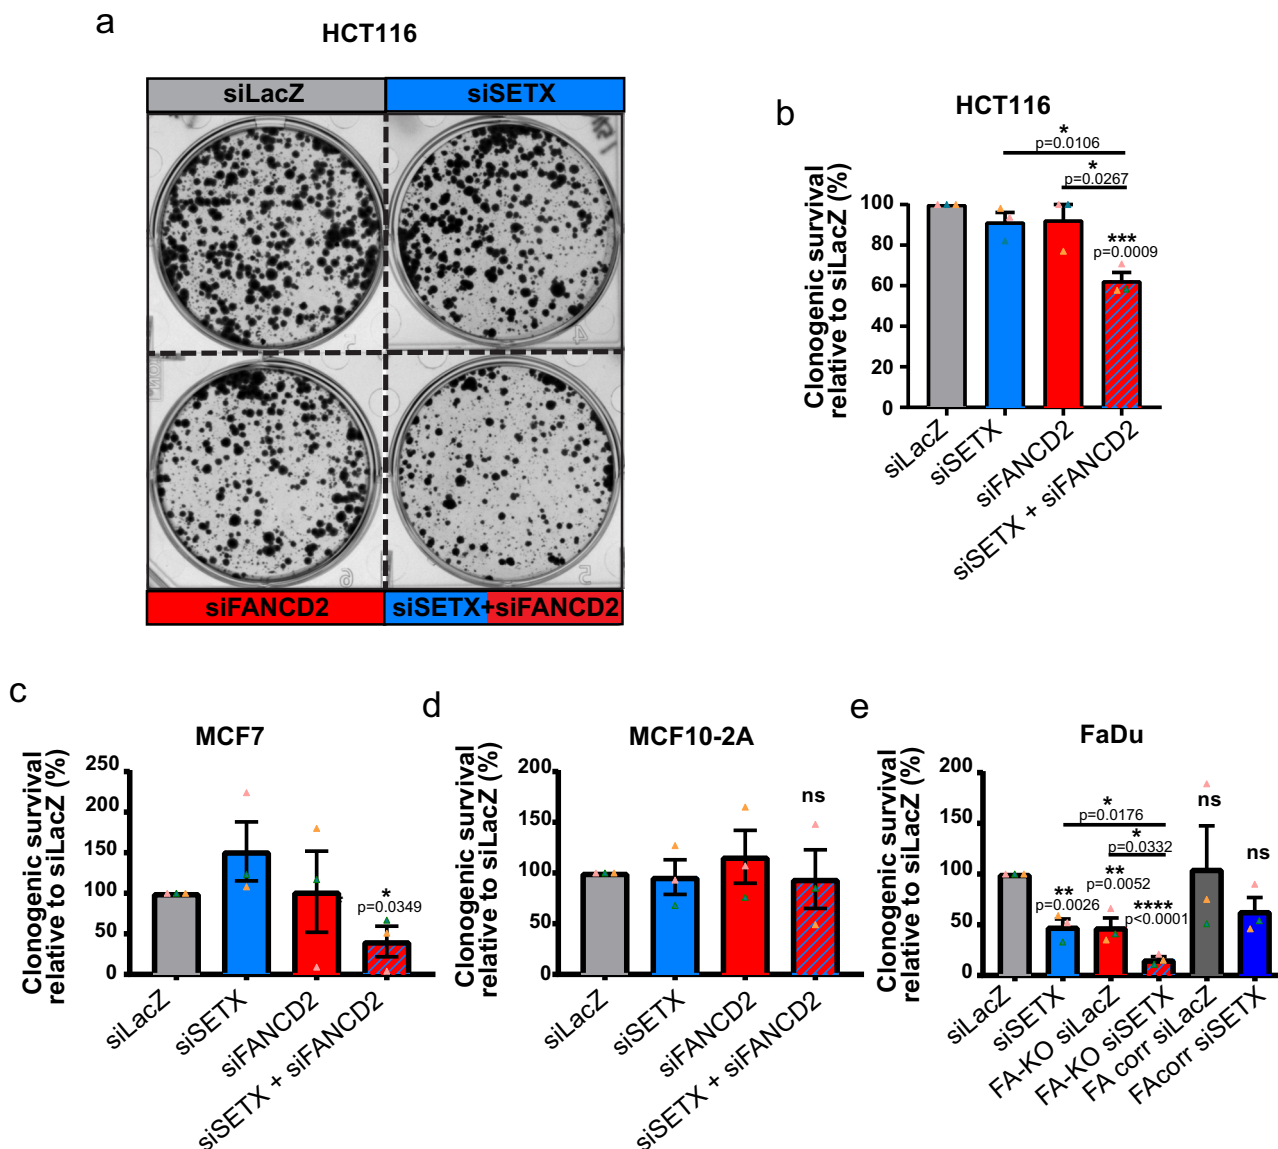 a
HCT116
siLacZ
siSETX
siFANCD2
siSETX+siFANCD2
4
6
5
b
HCT116
Clonogenic survival
relative to siLacZ (%)
100
80
60
40
20
0
*
p=0.0106
*
p=0.0267
***
p=0.0009
siLacZ
siSETX
siFANCD2
siSETX + siFANCD2
c
MCF7
Clonogenic survival
relative to siLacZ (%)
250
200
150
100
50
0
*
p=0.0349
siLacZ
siSETX
siFANCD2
siSETX + siFANCD2
d
MCF10-2A
Clonogenic survival
relative to siLacZ (%)
200
150
100
50
0
ns
siLacZ
siSETX
siFANCD2
siSETX + siFANCD2
e
FaDu
Clonogenic survival
relative to siLacZ (%)
200
150
100
50
0
*
p=0.0176
*
p=0.0332
**
p=0.0026
**
p=0.0052
****
p<0.0001
ns
ns
siLacZ
siSETX
FA-KO siLacZ
FA-KO siSETX
FA corr siLacZ
FAcorr siSETX